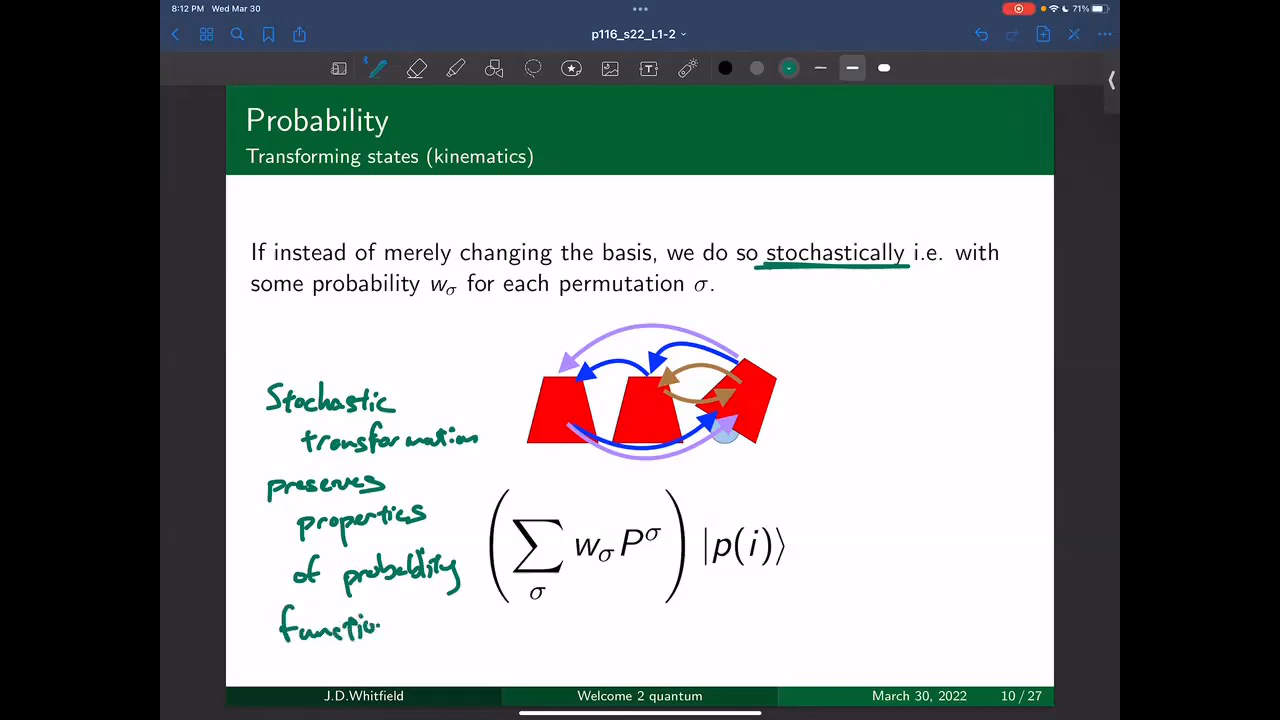 8:12 PM Wed Mar 30
71%
p116_s22_L1-2
Probability
Transforming states (kinematics)
If instead of merely changing the basis, we do so stochastically i.e. with
some probability w_σ for each permutation σ.
Stochastic
transformation
preserves
properties
of probability
functio
(∑_σ w_σ P^σ) |p(i)⟩
J.D.Whitfield
Welcome 2 quantum
March 30, 2022
10 / 27